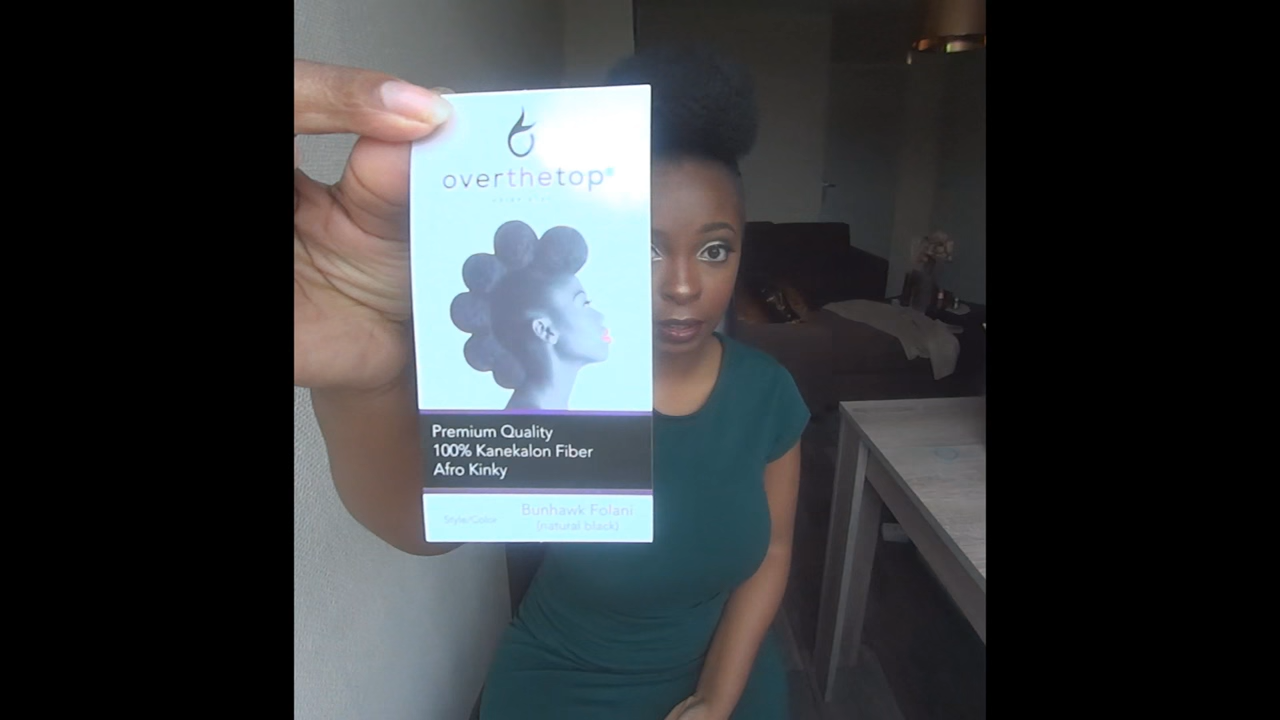 overthetop
Premium Quality
100% Kanekalon Fiber
Afro Kinky
Style/Color
Bunhawk Folani
(natural black)